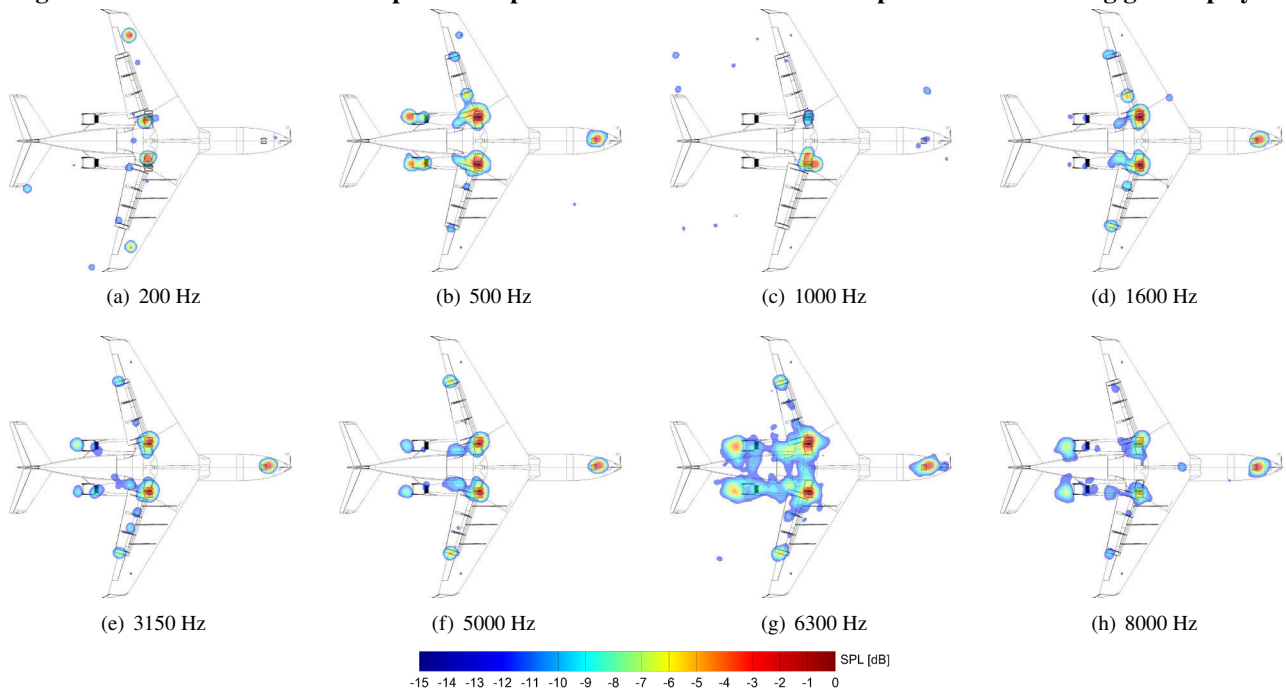 (a) 200 Hz
(b) 500 Hz
(c) 1000 Hz
(d) 1600 Hz
(e) 3150 Hz
(f) 5000 Hz
(g) 6300 Hz
(h) 8000 Hz
SPL [dB]
-15 -14 -13 -12 -11 -10 -9 -8 -7 -6 -5 -4 -3 -2 -1 0